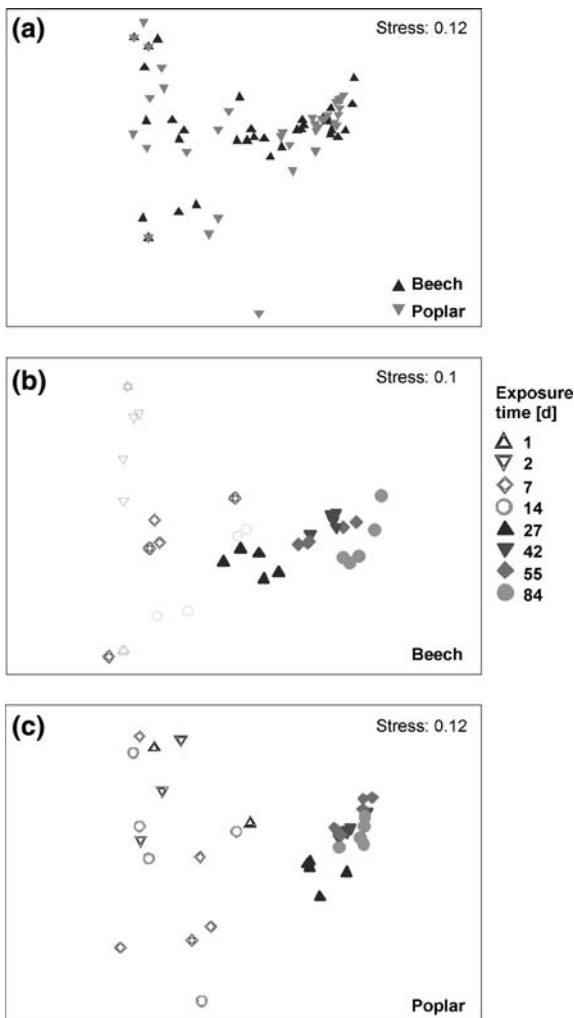 (a)
Stress: 0.12
Beech
Poplar
(b)
Stress: 0.1
Exposure
time [d]
1
2
7
14
27
42
55
84
Beech
(c)
Stress: 0.12
Poplar